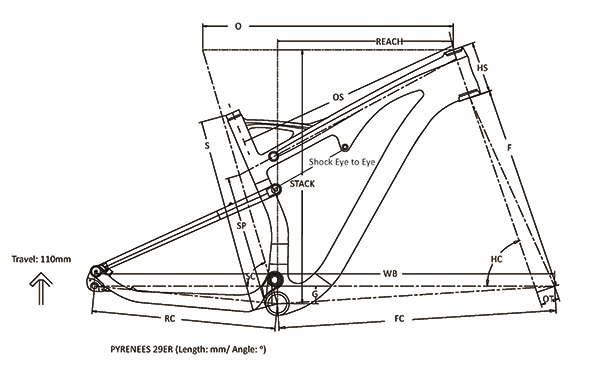 O
REACH
HS
OS
S
F
Shock Eye to Eye
STACK
SP
HC
Travel: 110mm
SC
WB
G
OT
RC
FC
PYRENEES 29ER (Length: mm/ Angle: º)